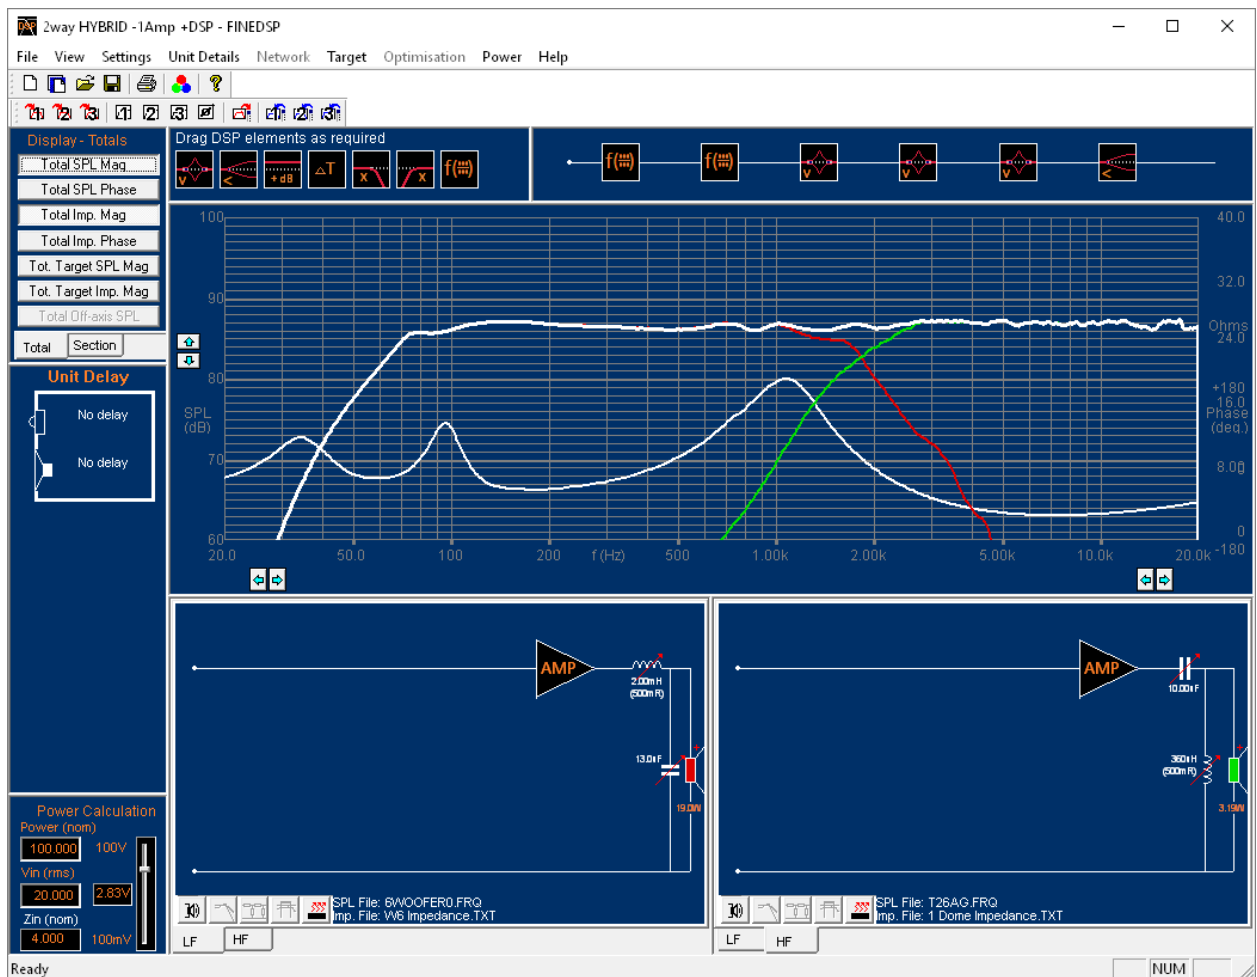 2way HYBRID -1Amp +DSP - FINEDSP
File View Settings Unit Details Network Target Optimisation Power Help
Display - Totals
Total SPL Mag
Total SPL Phase
Total Imp. Mag
Total Imp. Phase
Tot. Target SPL Mag
Tot. Target Imp. Mag
Total Off-axis SPL
Total Section
Drag DSP elements as required
V < +dB ΔT X X f(▪▪▪)
f(▪▪▪) f(▪▪▪) V V V <
100 40.0
90 32.0
Ohms
24.0
80 +180
SPL 16.0
(dB) Phase
(deg.)
70 8.00
60 0
-180
20.0 50.0 100 200 f (Hz) 500 1.00k 2.00k 5.00k 10.0k 20.0k
Unit Delay
No delay
No delay
Power Calculation
Power (nom)
100.000 100V
Vin (rms)
20.000 2.83V
Zin (nom)
4.000 100mV
AMP
2.00mH
(500mR)
13.0uF
19.0W
SPL File: 6WOOFER0.FRQ
Imp. File: W6 Impedance.TXT
LF HF
AMP
10.00uF
360uH
(500mR)
3.19W
SPL File: T26AG.FRQ
Imp. File: 1 Dome Impedance.TXT
LF HF
Ready NUM